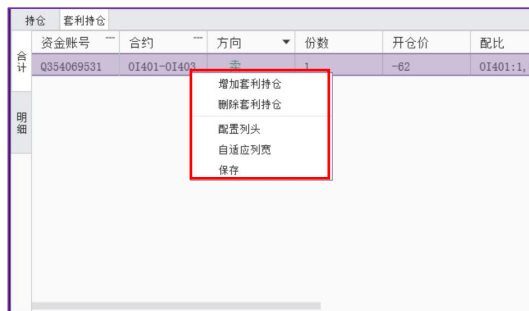 持仓 套利持仓
资金账号 合约 方向 份数 开仓价 配比
合计
Q354069531 OI401-OI403 卖 1 -62 OI401:1,
增加套利持仓
删除套利持仓
明细
配置列头
自适应列宽
保存